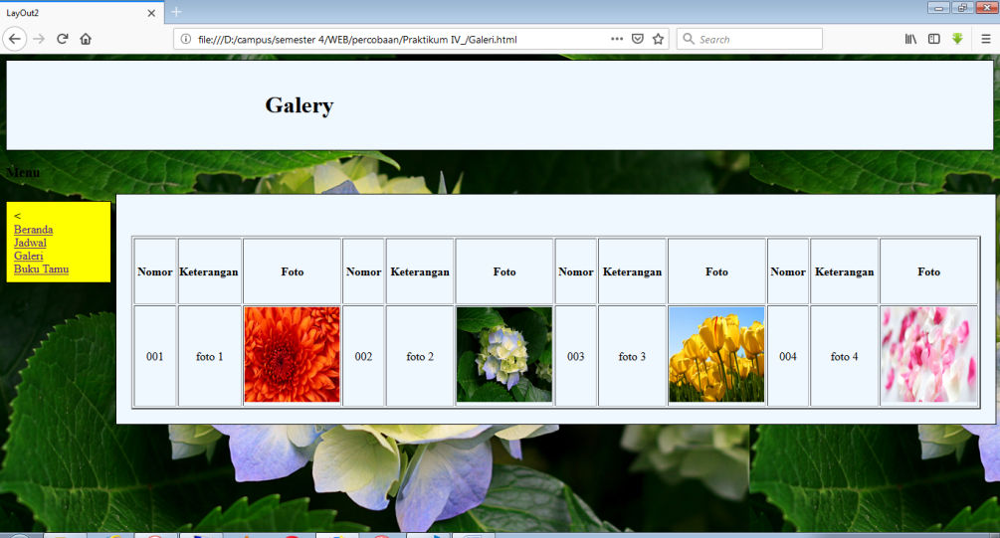 LayOut2
file:///D:/campus/semester 4/WEB/percobaan/Praktikum IV_/Galeri.html
Search
Galery
Menu
<
Beranda
Jadwal
Galeri
Buku Tamu
Nomor Keterangan Foto Nomor Keterangan Foto Nomor Keterangan Foto Nomor Keterangan Foto
001 foto 1 002 foto 2 003 foto 3 004 foto 4